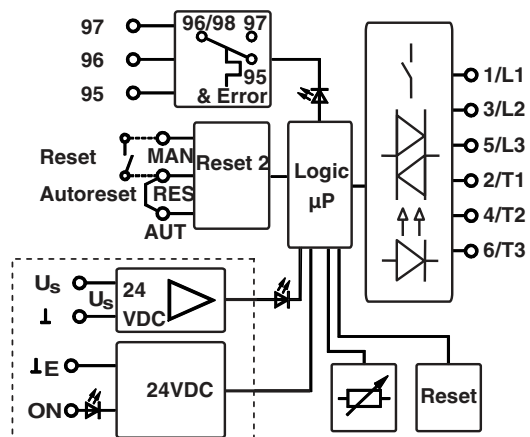 97
96
95
96/98 97
95
& Error
1/L1
3/L2
5/L3
2/T1
4/T2
6/T3
Reset
Autoreset
MAN
RES
AUT
Reset 2
Logic
µP
Us
Us
⊥
24
VDC
⊥E
ON
24VDC
Reset